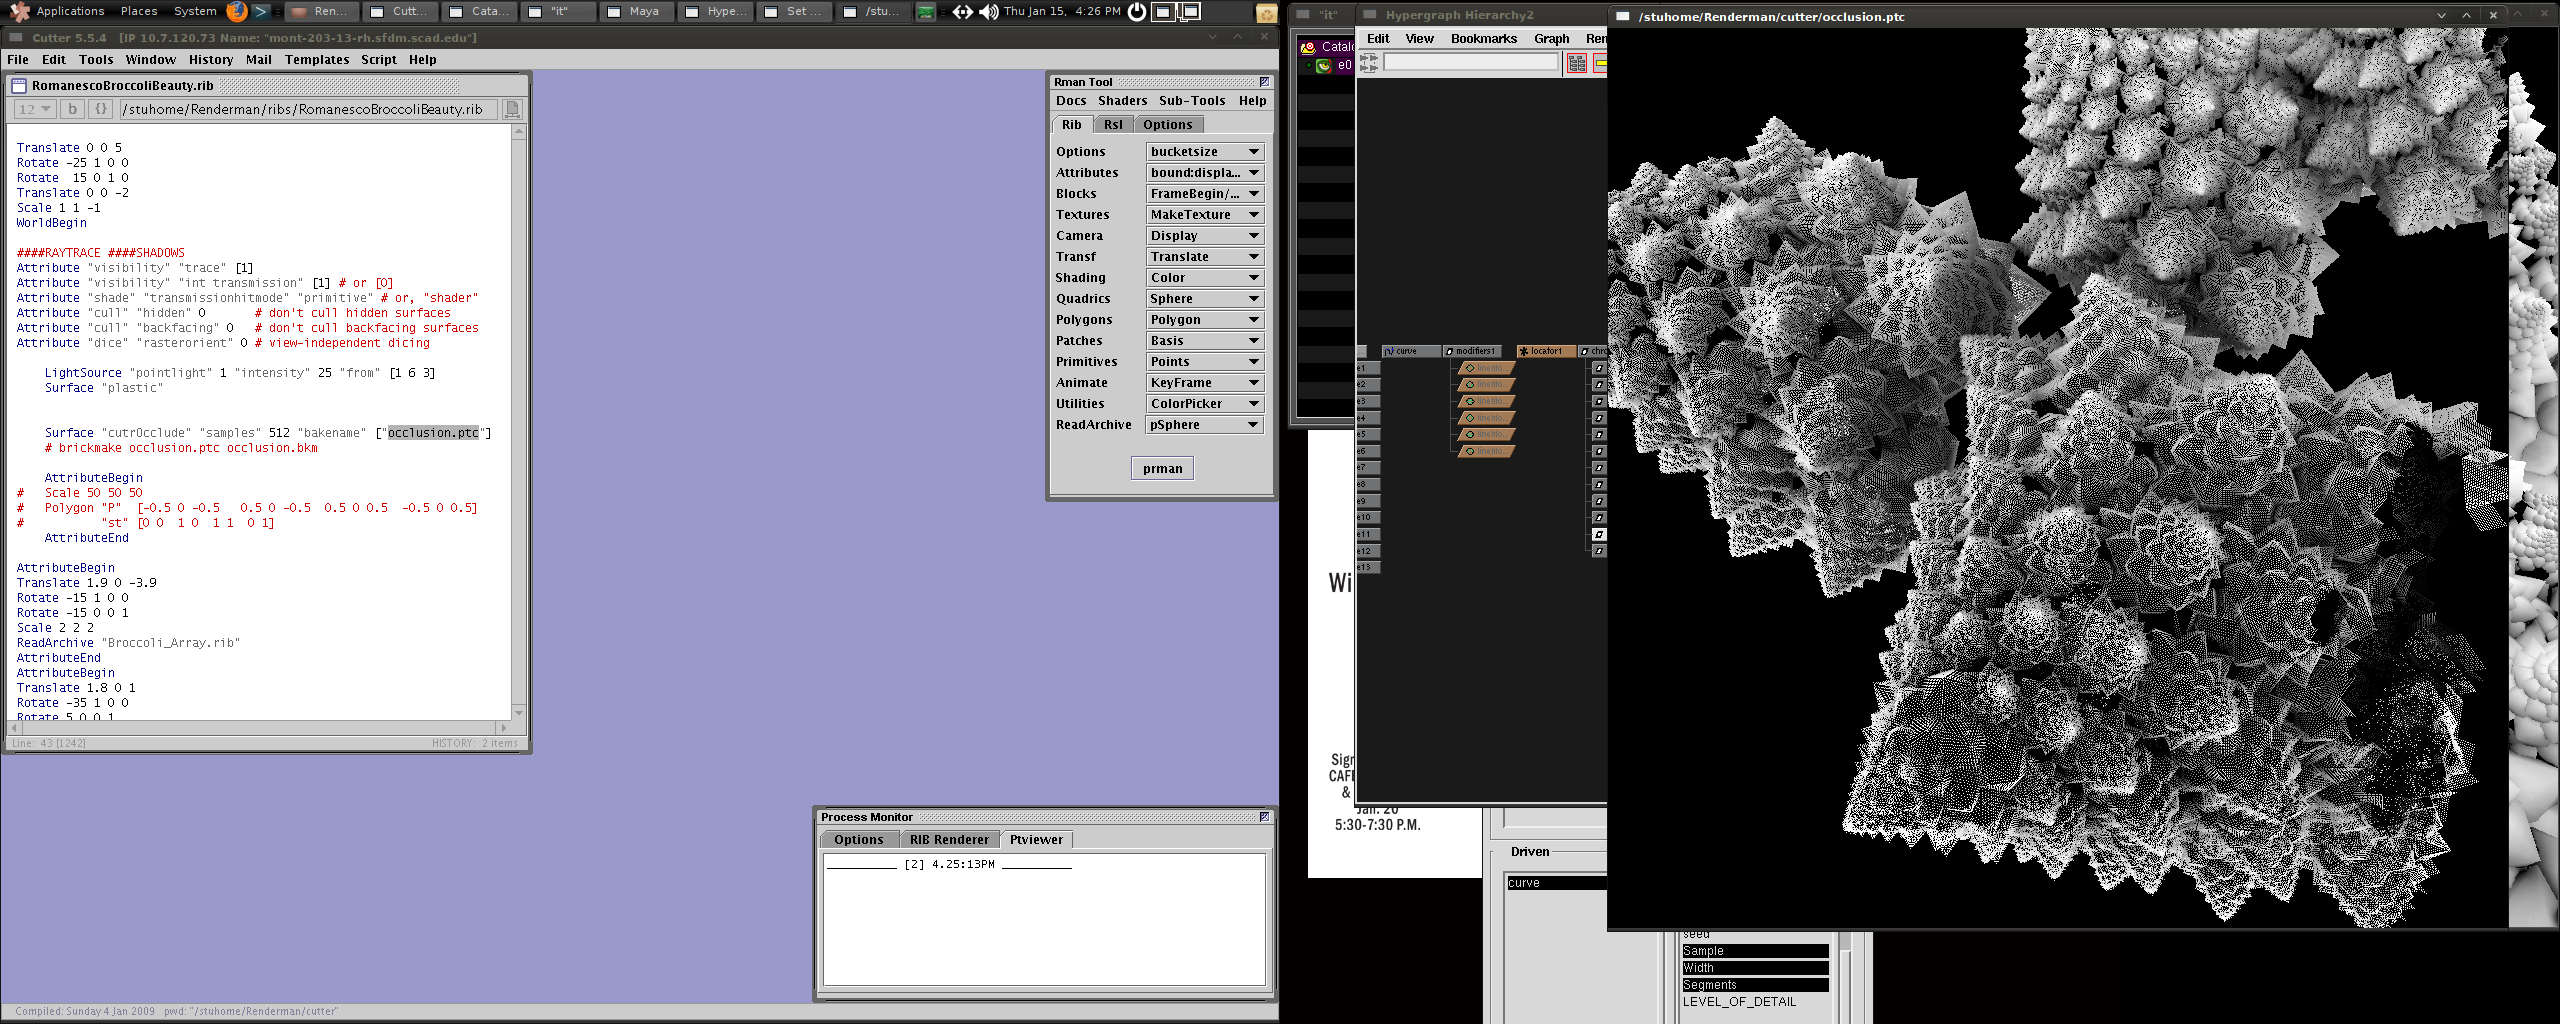 Applications Places System Ren... Cutt... Cata... "it" Maya Hype... Set ... /stu... Thu Jan 15, 4:26 PM
Cutter 5.5.4 [IP 10.7.120.73 Name: "mont-203-13-rh.sfdm.scad.edu"]
File Edit Tools Window History Mail Templates Script Help
RomanescoBroccoliBeauty.rib
12 b {} /stuhome/Renderman/ribs/RomanescoBroccoliBeauty.rib
Translate 0 0 5
Rotate -25 1 0 0
Rotate 15 0 1 0
Translate 0 0 -2
Scale 1 1 -1
WorldBegin
####RAYTRACE ####SHADOWS
Attribute "visibility" "trace" [1]
Attribute "visibility" "int transmission" [1] # or [0]
Attribute "shade" "transmissionhitmode" "primitive" # or, "shader"
Attribute "cull" "hidden" 0 # don't cull hidden surfaces
Attribute "cull" "backfacing" 0 # don't cull backfacing surfaces
Attribute "dice" "rasterorient" 0 # view-independent dicing
LightSource "pointlight" 1 "intensity" 25 "from" [1 6 3]
Surface "plastic"
Surface "cutrOcclude" "samples" 512 "bakename" ["occlusion.ptc"]
# brickmake occlusion.ptc occlusion.bkm
AttributeBegin
# Scale 50 50 50
# Polygon "P" [-0.5 0 -0.5 0.5 0 -0.5 0.5 0 0.5 -0.5 0 0.5]
# "st" [0 0 1 0 1 1 0 1]
AttributeEnd
AttributeBegin
Translate 1.9 0 -3.9
Rotate -15 1 0 0
Rotate -15 0 0 1
Scale 2 2 2
ReadArchive "Broccoli_Array.rib"
AttributeEnd
AttributeBegin
Translate 1.8 0 1
Rotate -35 1 0 0
Rotate 5 0 0 1
Line: 43 [1242] HISTORY: 2 items
Rman Tool
Docs Shaders Sub-Tools Help
Rib Rsl Options
Options bucketsize
Attributes bound:displa...
Blocks FrameBegin/...
Textures MakeTexture
Camera Display
Transf Translate
Shading Color
Quadrics Sphere
Polygons Polygon
Patches Basis
Primitives Points
Animate KeyFrame
Utilities ColorPicker
ReadArchive pSphere
prman
Process Monitor
Options RIB Renderer Ptviewer
[2] 4.25:13PM
Compiled: Sunday 4 Jan 2009 pwd: "/stuhome/Renderman/cutter"
"it"
Catalo
e0
Hypergraph Hierarchy2
Edit View Bookmarks Graph Ren
curve modifiers1 locator1 chro
e1
e2
e3
e4
e5
e6
e7
e8
e9
e10
e11
e12
e13
Wi
Sign
CAFE
&
Jan. 20
5:30-7:30 P.M.
Driven
curve
seed
Sample
Width
Segments
LEVEL_OF_DETAIL
/stuhome/Renderman/cutter/occlusion.ptc